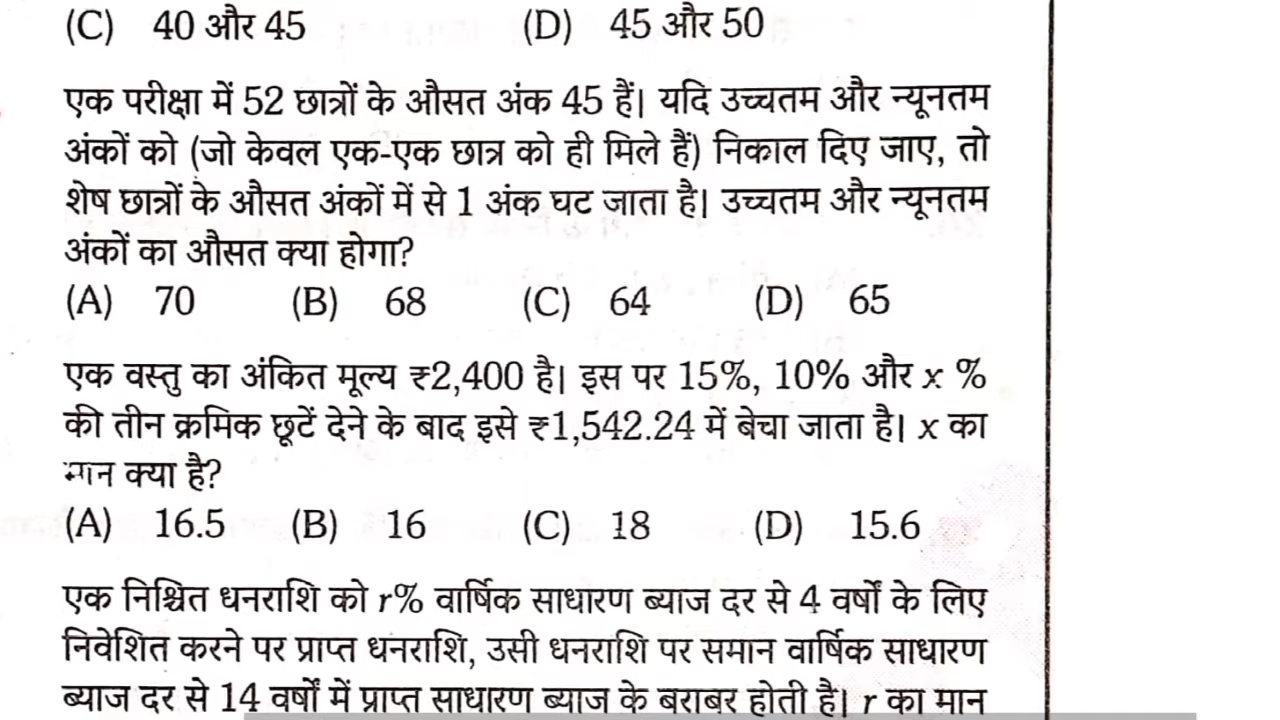 (C) 40 और 45 (D) 45 और 50
एक परीक्षा में 52 छात्रों के औसत अंक 45 हैं। यदि उच्चतम और न्यूनतम
अंकों को (जो केवल एक-एक छात्र को ही मिले हैं) निकाल दिए जाए, तो
शेष छात्रों के औसत अंकों में से 1 अंक घट जाता है। उच्चतम और न्यूनतम
अंकों का औसत क्या होगा?
(A) 70 (B) 68 (C) 64 (D) 65
एक वस्तु का अंकित मूल्य ₹2,400 है। इस पर 15%, 10% और x %
की तीन क्रमिक छूटें देने के बाद इसे ₹1,542.24 में बेचा जाता है। x का
मान क्या है?
(A) 16.5 (B) 16 (C) 18 (D) 15.6
एक निश्चित धनराशि को r% वार्षिक साधारण ब्याज दर से 4 वर्षों के लिए
निवेशित करने पर प्राप्त धनराशि, उसी धनराशि पर समान वार्षिक साधारण
ब्याज दर से 14 वर्षों में प्राप्त साधारण ब्याज के बराबर होती है। r का मान